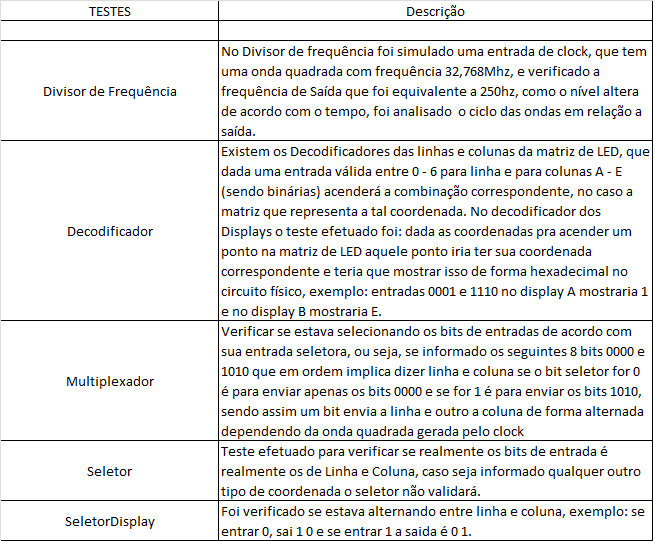 TESTES
Descrição
Divisor de Frequência
No Divisor de frequência foi simulado uma entrada de clock, que tem
uma onda quadrada com frequência 32,768Mhz, e verificado a
frequência de Saída que foi equivalente a 250hz, como o nível altera
de acordo com o tempo, foi analisado o ciclo das ondas em relação a
saída.
Decodificador
Existem os Decodificadores das linhas e colunas da matriz de LED, que
dada uma entrada válida entre 0 - 6 para linha e para colunas A - E
(sendo binárias) acenderá a combinação correspondente, no caso a
matriz que representa a tal coordenada. No decodificador dos
Displays o teste efetuado foi: dada as coordenadas pra acender um
ponto na matriz de LED aquele ponto iria ter sua coordenada
correspondente e teria que mostrar isso de forma hexadecimal no
circuito físico, exemplo: entradas 0001 e 1110 no display A mostraria 1
e no display B mostraria E.
Multiplexador
Verificar se estava selecionando os bits de entradas de acordo com
sua entrada seletora, ou seja, se informado os seguintes 8 bits 0000 e
1010 que em ordem implica dizer linha e coluna se o bit seletor for 0
é para enviar apenas os bits 0000 e se for 1 é para enviar os bits 1010,
sendo assim um bit envia a linha e outro a coluna de forma alternada
dependendo da onda quadrada gerada pelo clock
Seletor
Teste efetuado para verificar se realmente os bits de entrada é
realmente os de Linha e Coluna, caso seja informado qualquer outro
tipo de coordenada o seletor não validará.
SeletorDisplay
Foi verificado se estava alternando entre linha e coluna, exemplo: se
entrar 0, sai 1 0 e se entrar 1 a saida é 0 1.